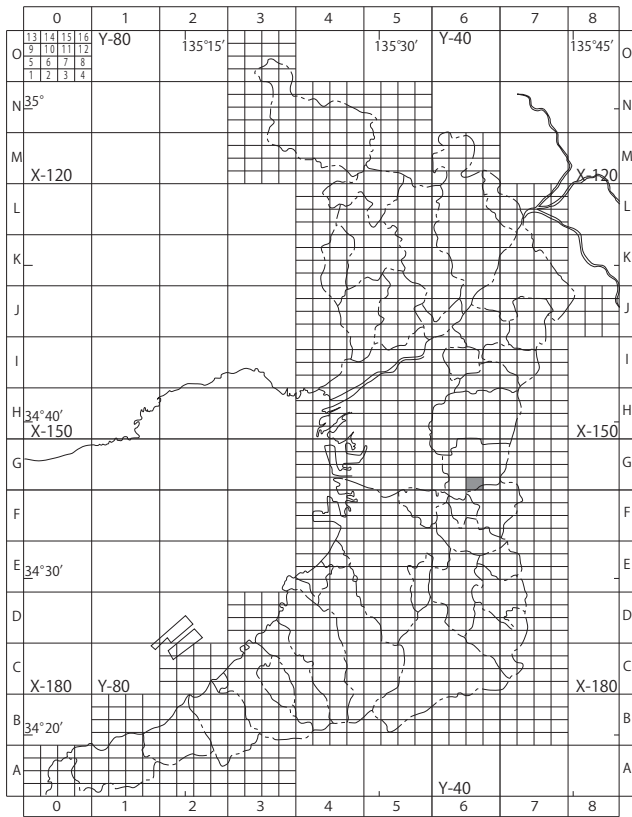 0 1 2 3 4 5 6 7 8
13 14 15 16 Y-80 135°15′ 135°30′ Y-40 135°45′
O 9 10 11 12 O
5 6 7 8
1 2 3 4
N 35° N
M M
X-120 X-120
L L
K K
J J
I I
H 34°40′ H
X-150 X-150
G G
F F
E 34°30′ E
D D
C C
X-180 Y-80 X-180
B 34°20′ B
A A
Y-40
0 1 2 3 4 5 6 7 8